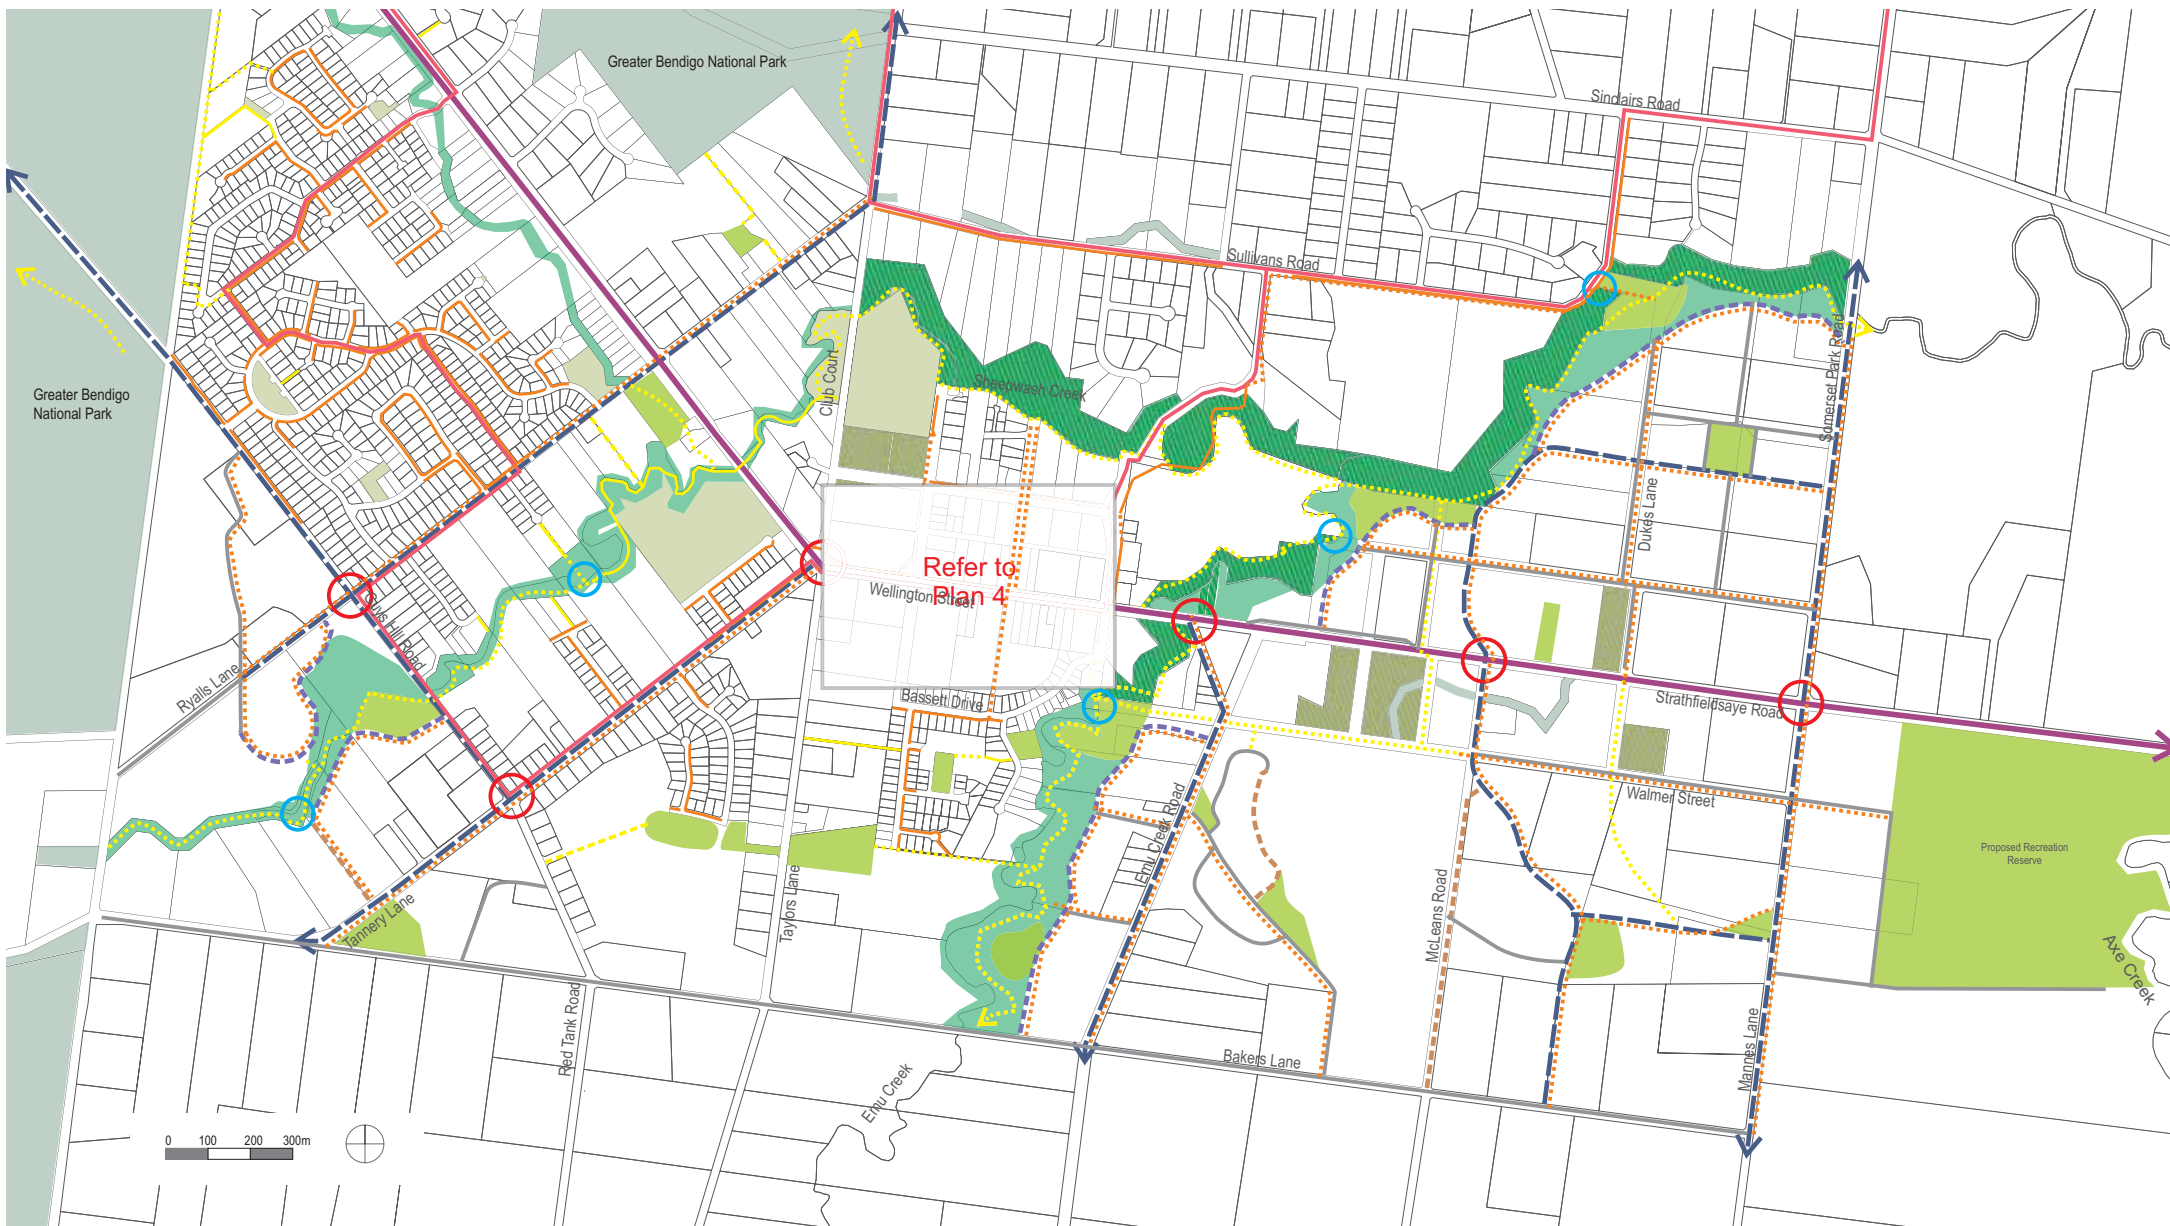 Greater Bendigo National Park
Sinclairs Road
Sullivans Road
Greater Bendigo
National Park
Club Court
Sheepwash Creek
Somerset Park Road
Dukes Lane
Refer to
Plan 4
Wellington Street
Guys Hill Road
Ryalls Lane
Bassett Drive
Strathfieldsaye Road
Walmer Street
Emu Creek Road
Proposed Recreation
Reserve
Taylors Lane
Tannery Lane
McLeans Road
Axe Creek
Red Tank Road
Bakers Lane
Mannes Lane
Emu Creek
0 100 200 300m